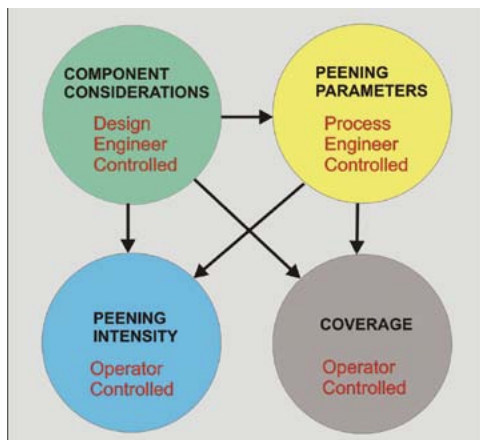 COMPONENT
CONSIDERATIONS
Design
Engineer
Controlled
PEENING
PARAMETERS
Process
Engineer
Controlled
PEENING
INTENSITY
Operator
Controlled
COVERAGE
Operator
Controlled